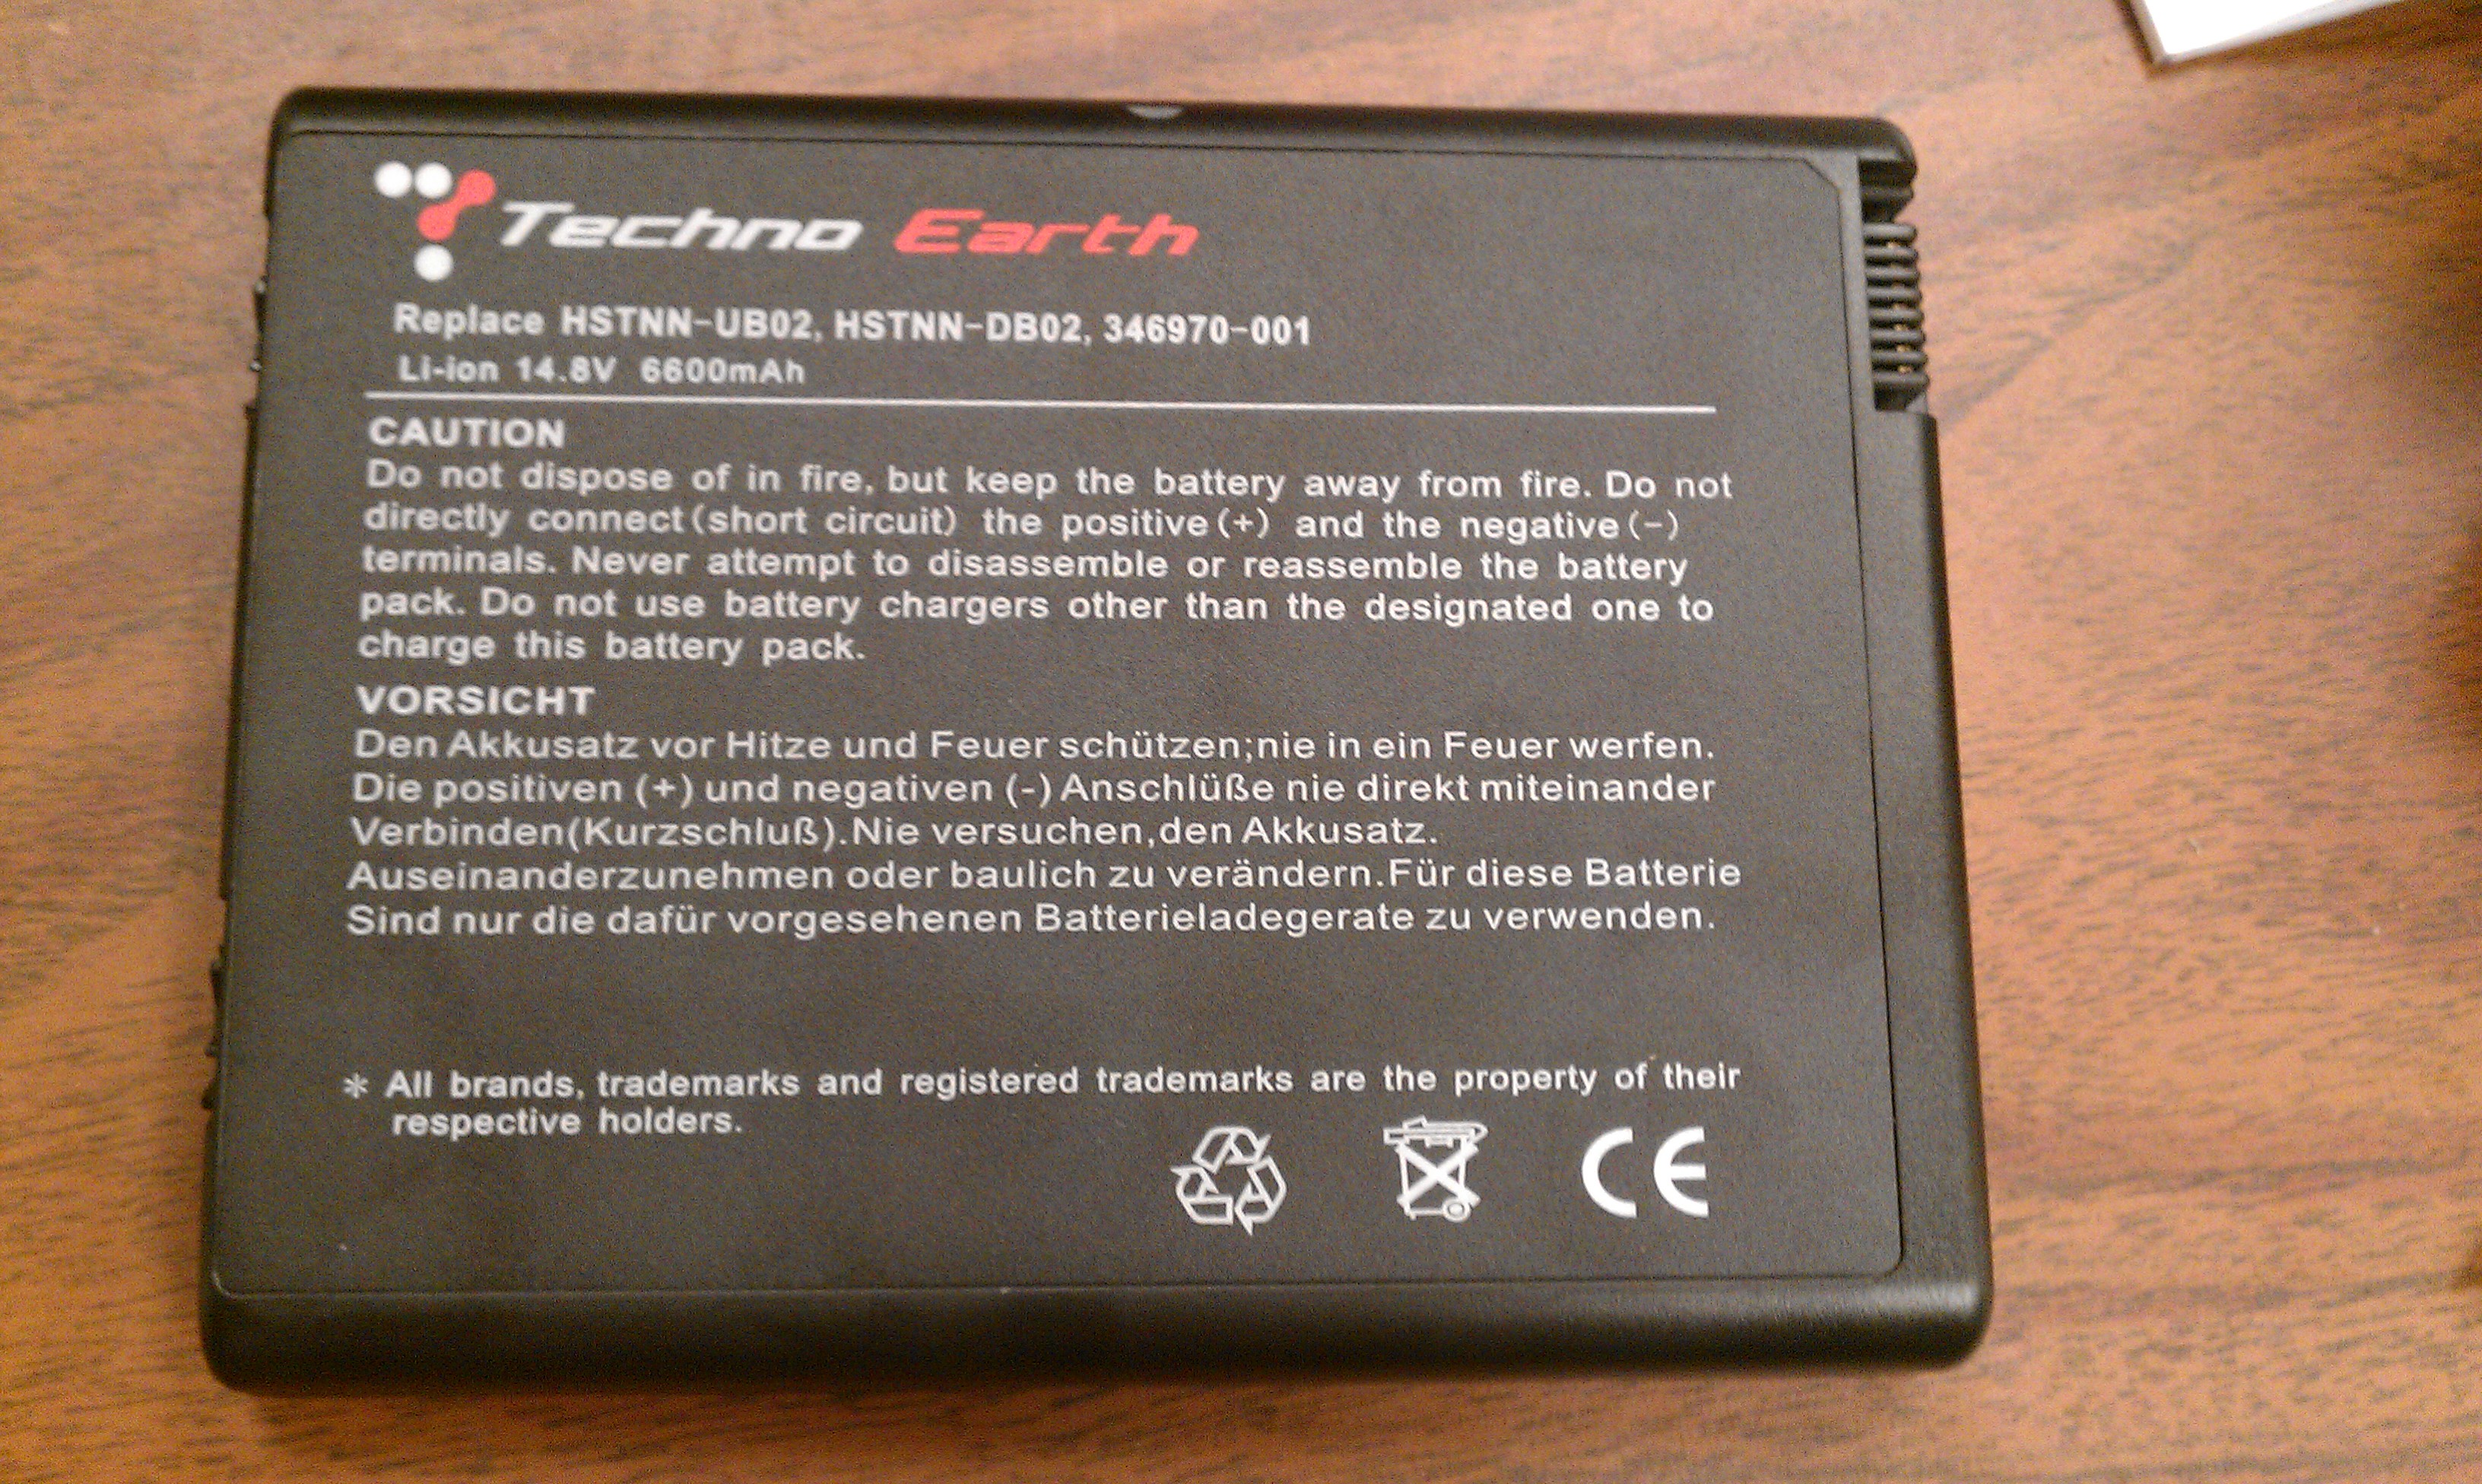 Techno Earth
Replace HSTNN-UB02, HSTNN-DB02, 346970-001
Li-ion 14.8V 6600mAh
CAUTION
Do not dispose of in fire, but keep the battery away from fire. Do not
directly connect(short circuit) the positive(+) and the negative(-)
terminals. Never attempt to disassemble or reassemble the battery
pack. Do not use battery chargers other than the designated one to
charge this battery pack.
VORSICHT
Den Akkusatz vor Hitze und Feuer schützen;nie in ein Feuer werfen.
Die positiven (+) und negativen (-) Anschlüße nie direkt miteinander
Verbinden(Kurzschluß).Nie versuchen,den Akkusatz.
Auseinanderzunehmen oder baulich zu verändern.Für diese Batterie
Sind nur die dafür vorgesehenen Batterieladegerate zu verwenden.
* All brands, trademarks and registered trademarks are the property of their
respective holders.
CE